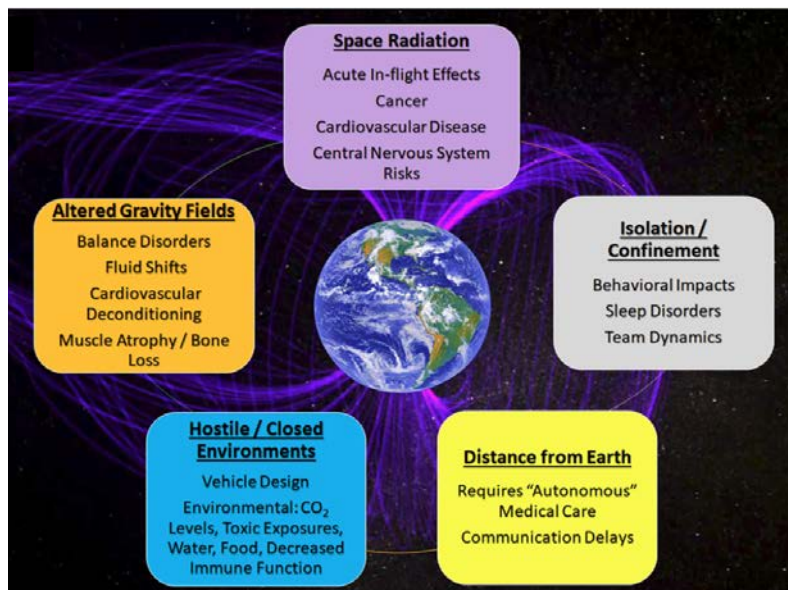 Space Radiation
Acute In-flight Effects
Cancer
Cardiovascular Disease
Central Nervous System
Risks
Altered Gravity Fields
Balance Disorders
Fluid Shifts
Cardiovascular
Deconditioning
Muscle Atrophy / Bone
Loss
Isolation /
Confinement
Behavioral Impacts
Sleep Disorders
Team Dynamics
Hostile / Closed
Environments
Vehicle Design
Environmental: CO₂
Levels, Toxic Exposures,
Water, Food, Decreased
Immune Function
Distance from Earth
Requires “Autonomous”
Medical Care
Communication Delays